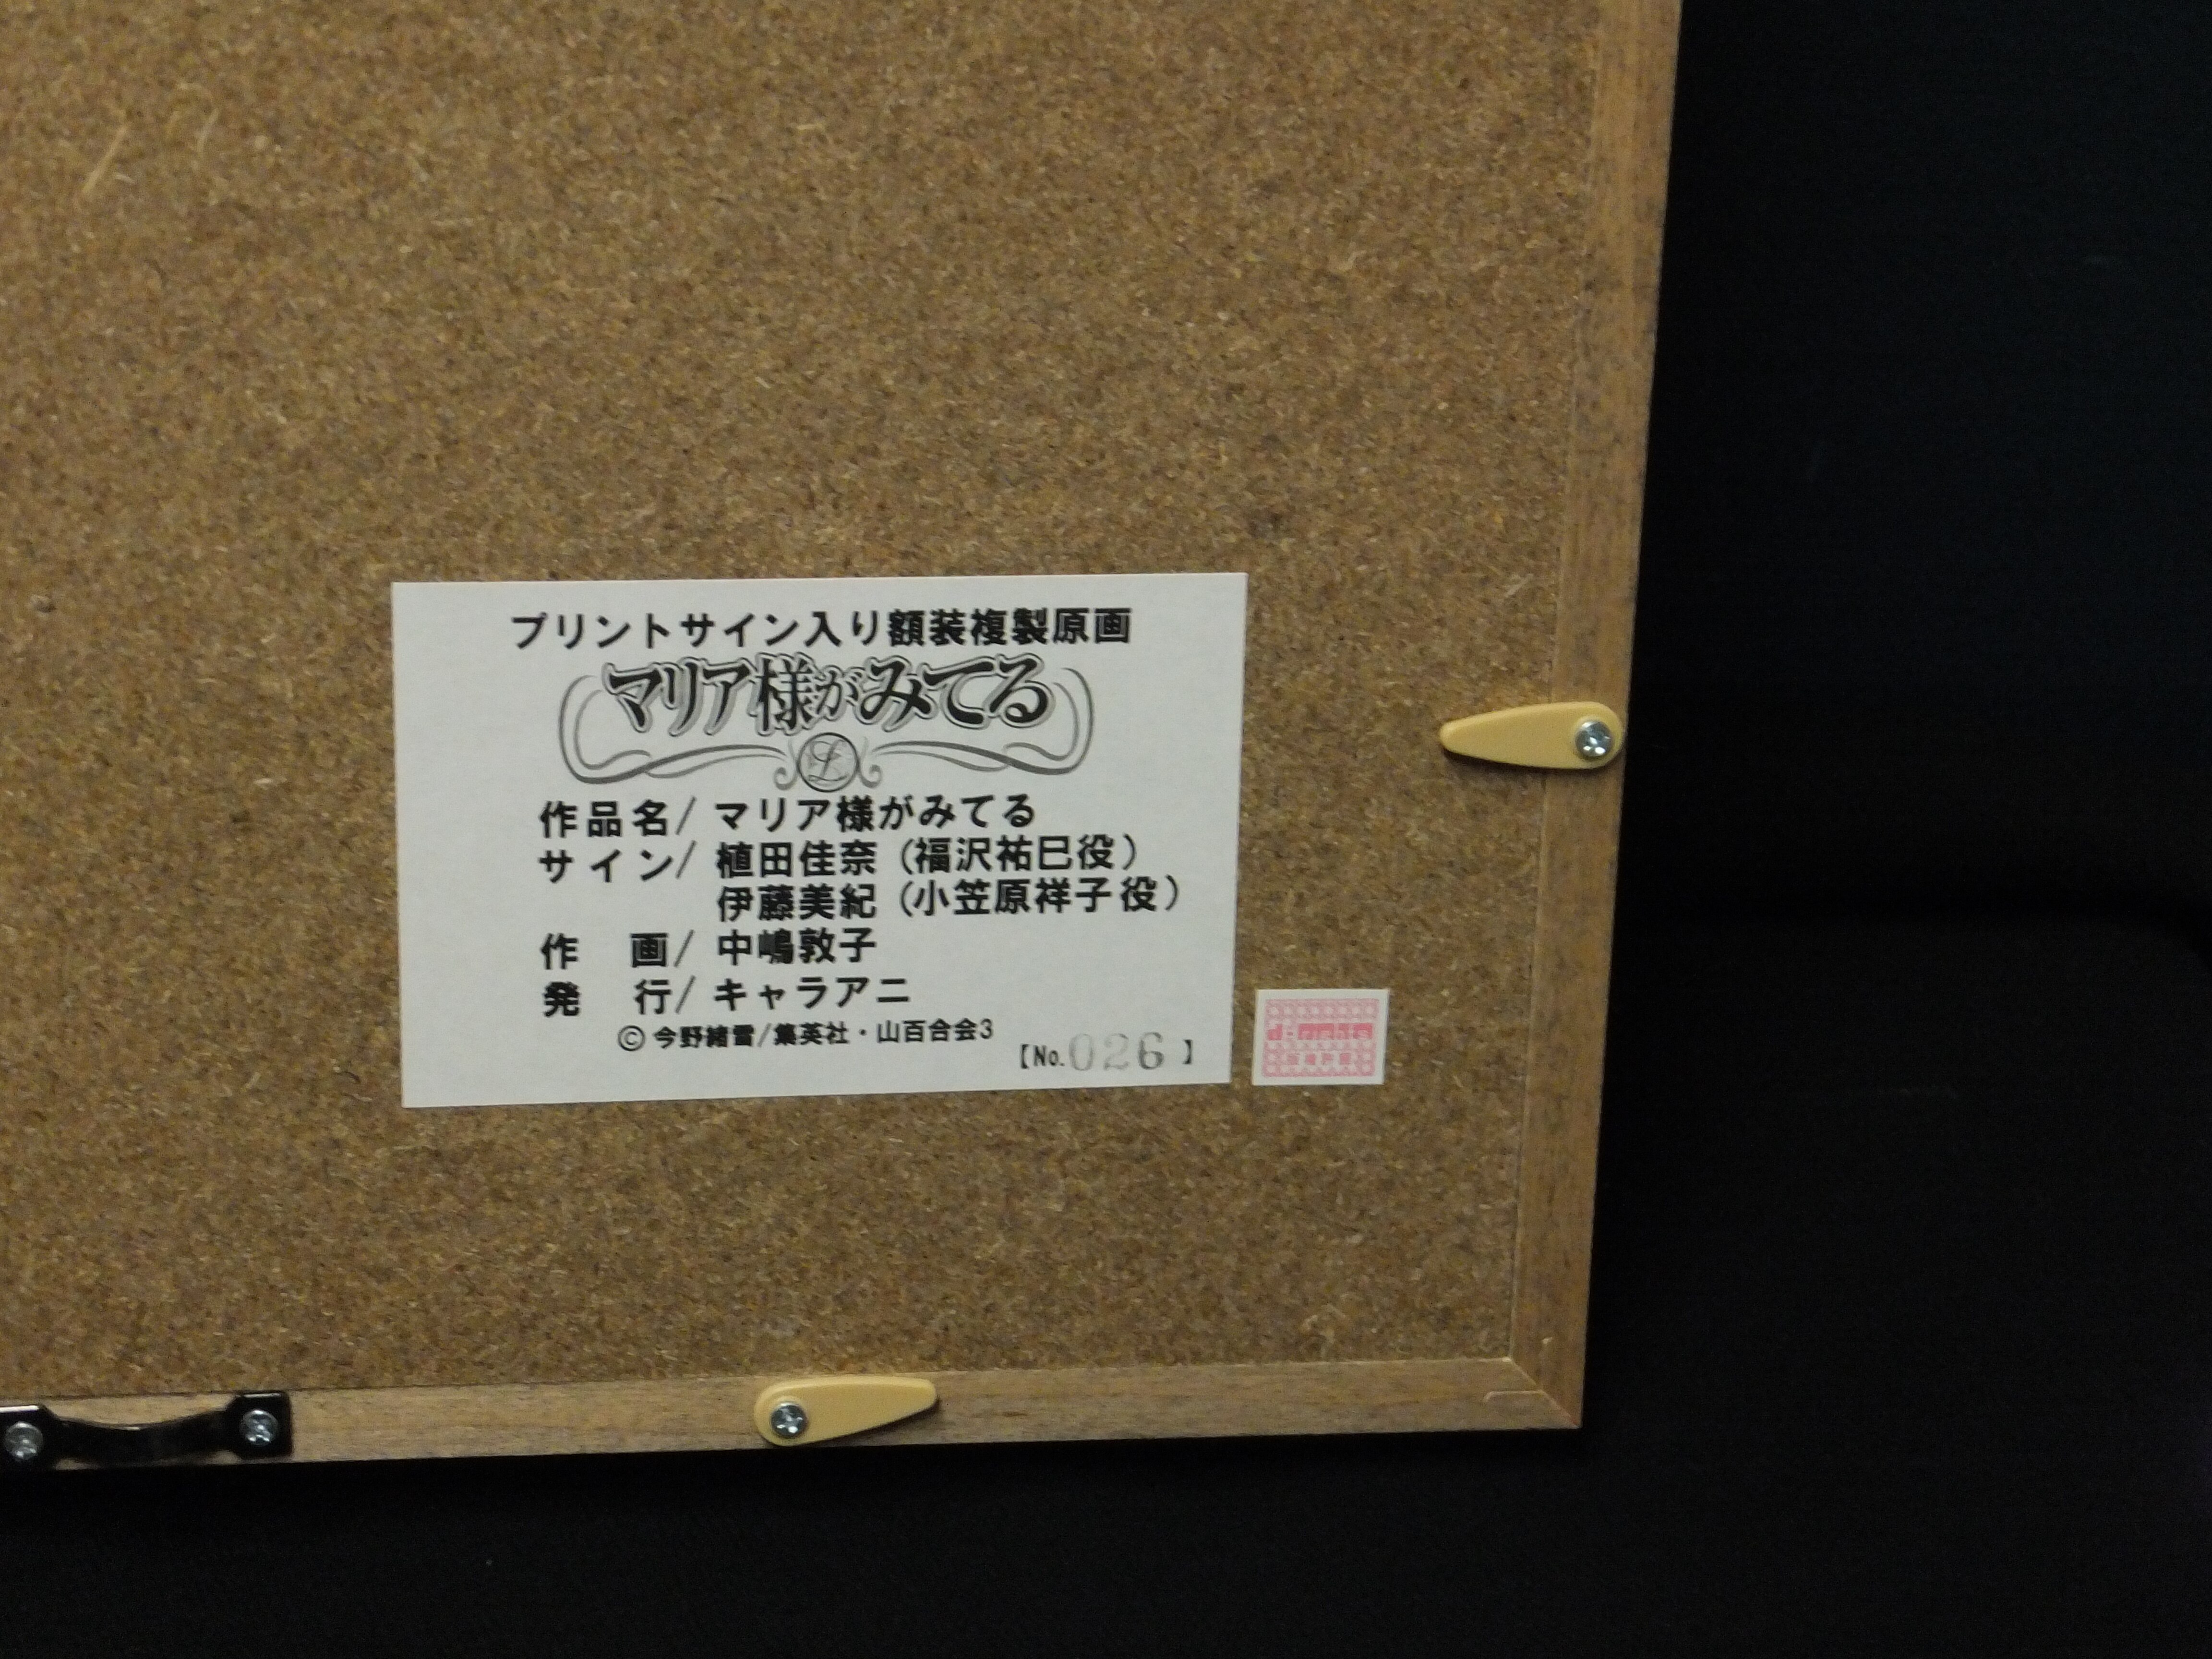 プリントサイン入り額装複製原画
マリア様がみてる
L
作品名/ マリア様がみてる
サイン/ 植田佳奈（福沢祐巳役）
伊藤美紀（小笠原祥子役）
作 画/ 中嶋敦子
発 行/ キャラアニ
© 今野緒雪/集英社・山百合会3
【No.026】